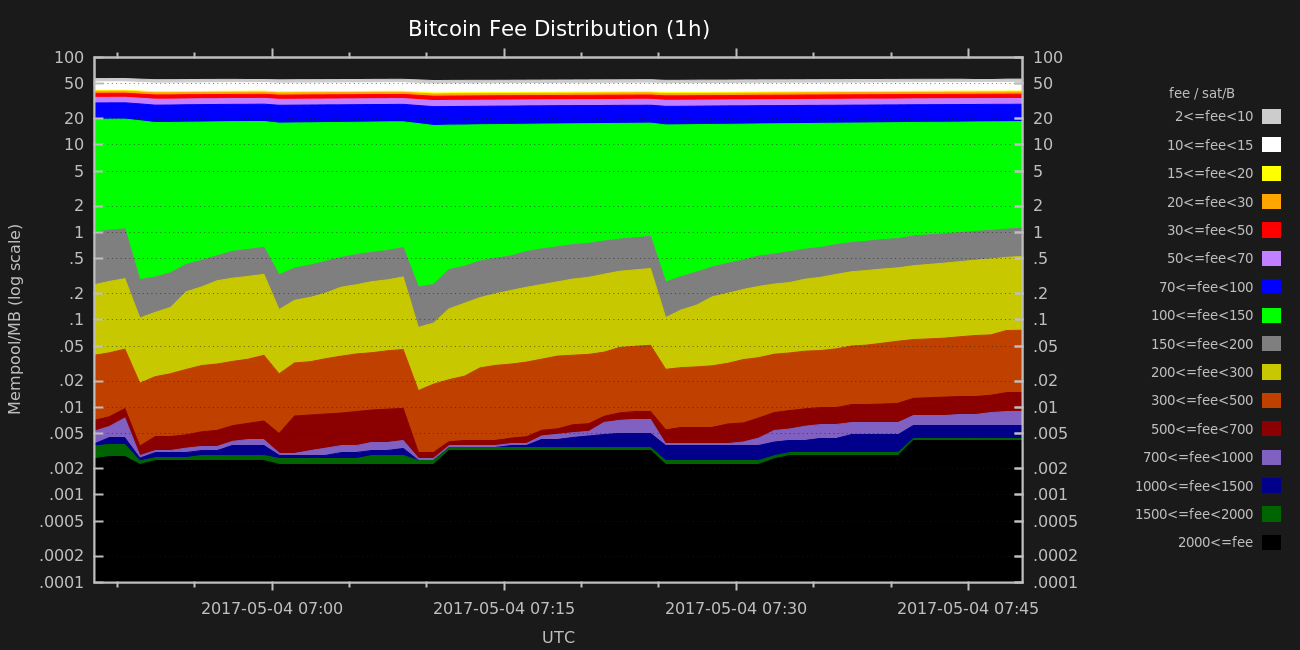 Bitcoin Fee Distribution (1h)
100
50
20
10
5
2
1
.5
.2
.1
.05
.02
.01
.005
.002
.001
.0005
.0002
.0001
Mempool/MB (log scale)
100
50
20
10
5
2
1
.5
.2
.1
.05
.02
.01
.005
.002
.001
.0005
.0002
.0001
2017-05-04 07:00
2017-05-04 07:15
2017-05-04 07:30
2017-05-04 07:45
UTC
fee / sat/B
2<=fee<10
10<=fee<15
15<=fee<20
20<=fee<30
30<=fee<50
50<=fee<70
70<=fee<100
100<=fee<150
150<=fee<200
200<=fee<300
300<=fee<500
500<=fee<700
700<=fee<1000
1000<=fee<1500
1500<=fee<2000
2000<=fee